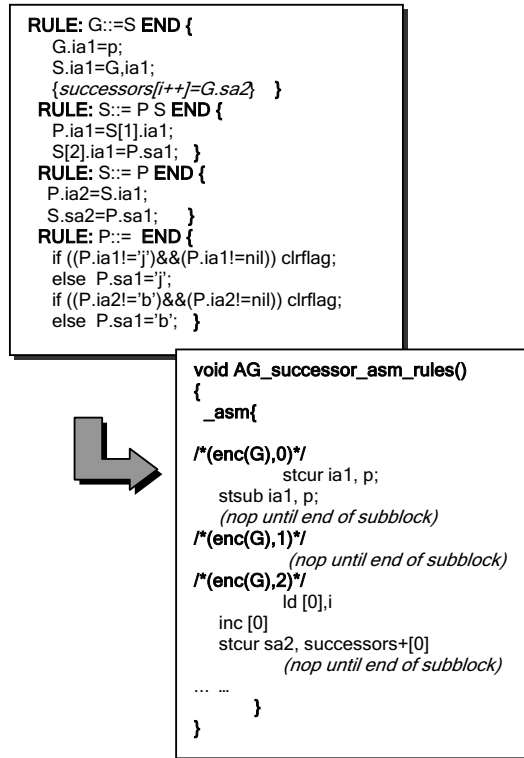 RULE: G::=S END {
G.ia1=p;
S.ia1=G,ia1;
{successors[i++]=G.sa2} }
RULE: S::= P S END {
P.ia1=S[1].ia1;
S[2].ia1=P.sa1; }
RULE: S::= P END {
P.ia2=S.ia1;
S.sa2=P.sa1; }
RULE: P::= END {
if ((P.ia1!='j')&&(P.ia1!=nil)) clrflag;
else P.sa1='j';
if ((P.ia2!='b')&&(P.ia2!=nil)) clrflag;
else P.sa1='b'; }
void AG_successor_asm_rules()
{
_asm{
/*(enc(G),0)*/
stcur ia1, p;
stsub ia1, p;
(nop until end of subblock)
/*(enc(G),1)*/
(nop until end of subblock)
/*(enc(G),2)*/
ld [0],i
inc [0]
stcur sa2, successors+[0]
(nop until end of subblock)
... ...
}
}